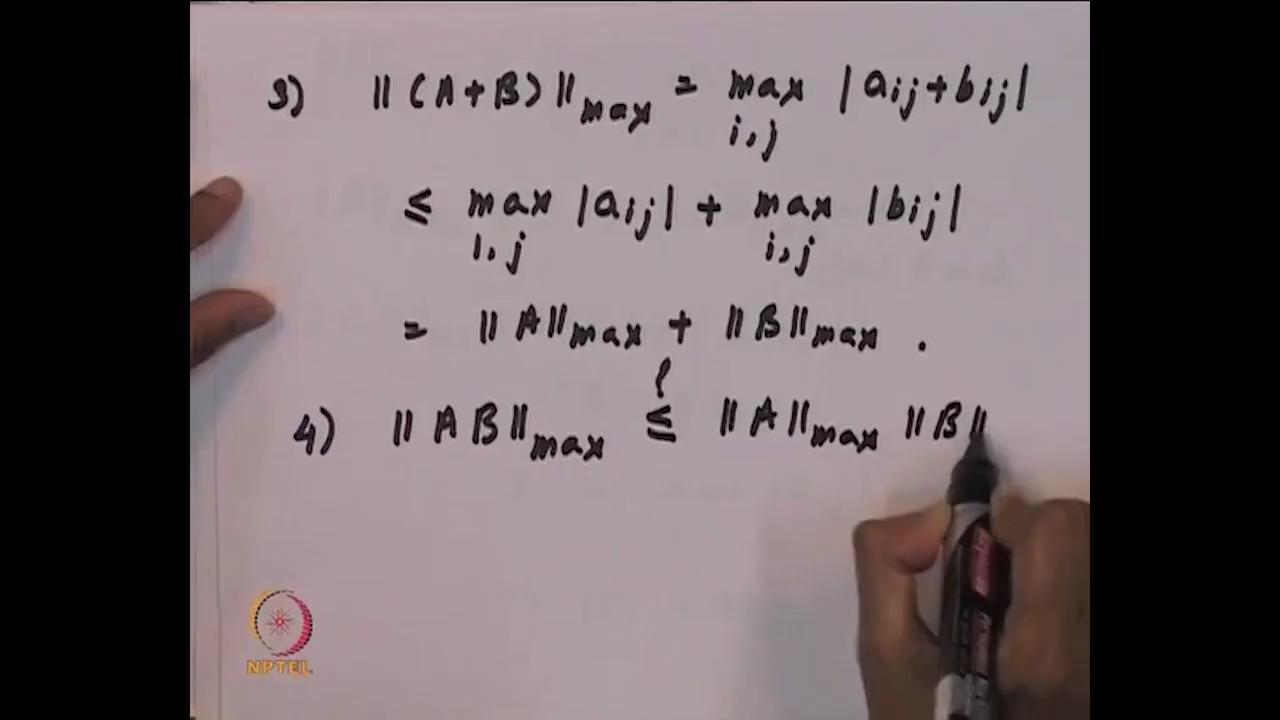 3) ||(A+B)||max = max |aij+bij|
i,j
≤ max |aij| + max |bij|
i,j i,j
= ||A||max + ||B||max .
?
4) ||AB||max ≤ ||A||max ||B||
NPTEL